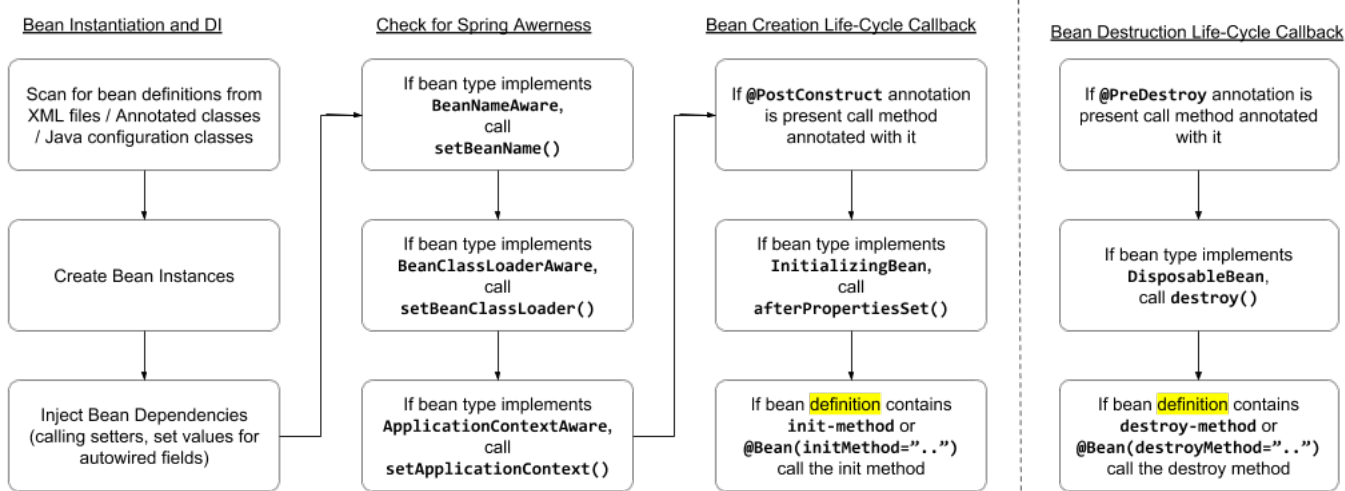 Bean Instantiation and DI
Scan for bean definitions from
XML files / Annotated classes
/ Java configuration classes
Create Bean Instances
Inject Bean Dependencies
(calling setters, set values for
autowired fields)
Check for Spring Awerness
If bean type implements
BeanNameAware,
call
setBeanName()
If bean type implements
BeanClassLoaderAware,
call
setBeanClassLoader()
If bean type implements
ApplicationContextAware,
call
setApplicationContext()
Bean Creation Life-Cycle Callback
If @PostConstruct annotation
is present call method
annotated with it
If bean type implements
InitializingBean,
call
afterPropertiesSet()
If bean definition contains
init-method or
@Bean(initMethod=”..”)
call the init method
Bean Destruction Life-Cycle Callback
If @PreDestroy annotation is
present call method annotated
with it
If bean type implements
DisposableBean,
call destroy()
If bean definition contains
destroy-method or
@Bean(destroyMethod=”..”)
call the destroy method